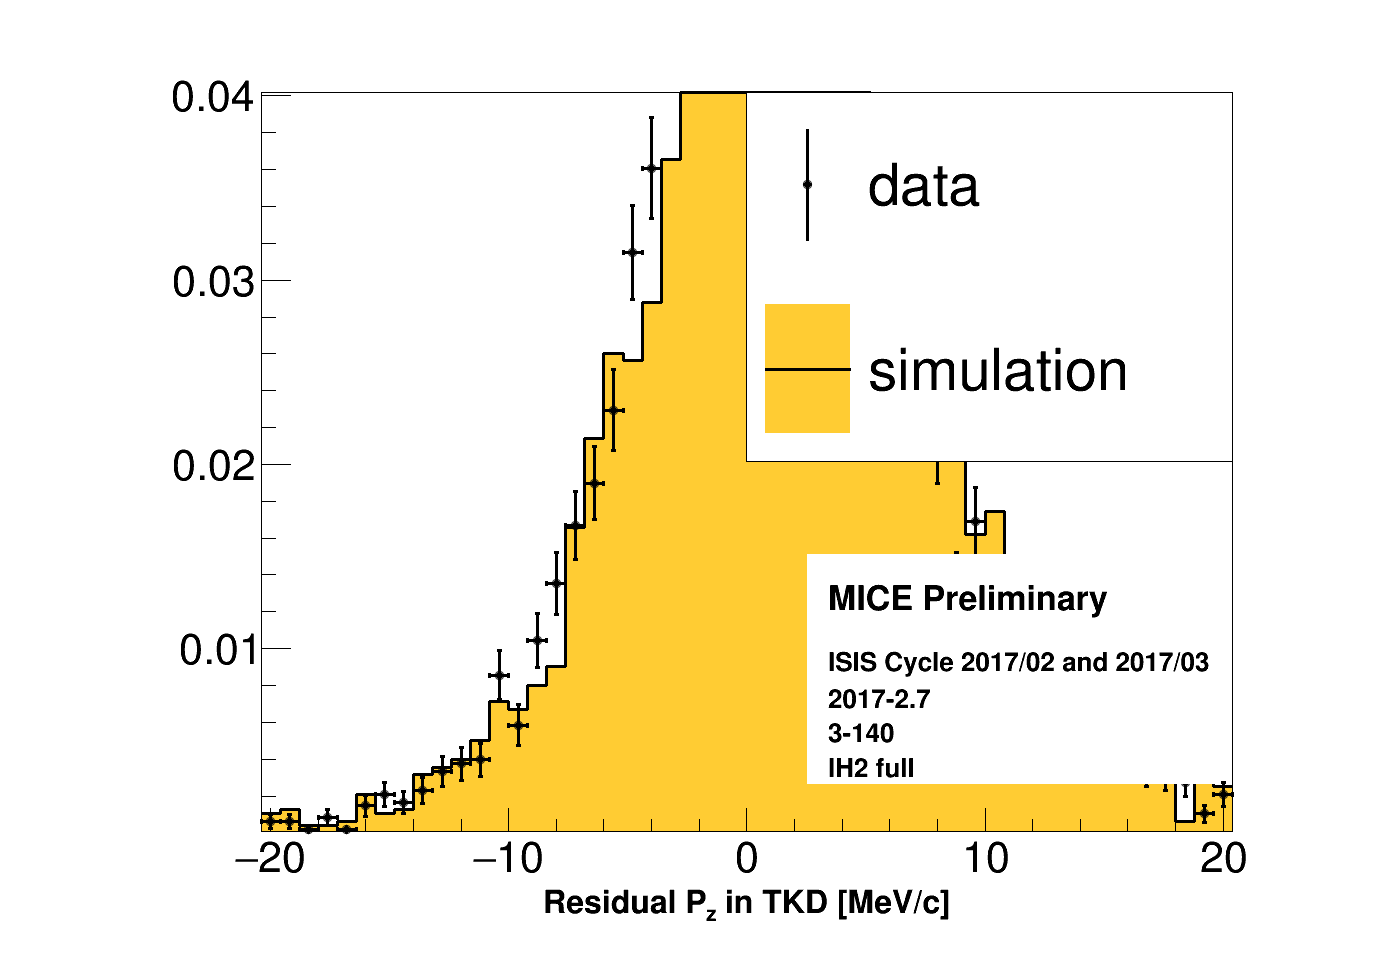 0.04
0.03
0.02
0.01
data
simulation
MICE Preliminary
ISIS Cycle 2017/02 and 2017/03
2017-2.7
3-140
IH2 full
−20 −10 0 10 20
Residual Pz in TKD [MeV/c]